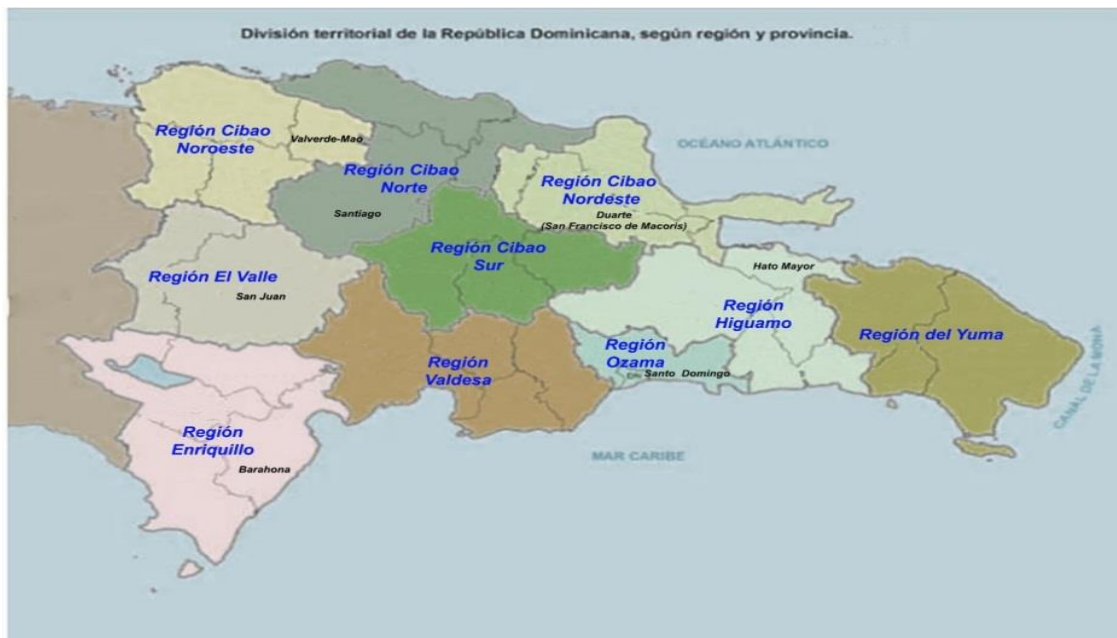 División territorial de la República Dominicana, según región y provincia.
Región Cibao
Noroeste
Valverde-Mao
Región Cibao
Norte
Santiago
OCÉANO ATLÁNTICO
Región Cibao
Nordeste
Duarte
(San Francisco de Macorís)
Región Cibao
Sur
Región El Valle
San Juan
Hato Mayor
Región
Higuamo
Región del Yuma
Región
Ozama
DN
Santo Domingo
Región
Valdesa
CANAL DE LA MONA
Región
Enriquillo
Barahona
MAR CARIBE